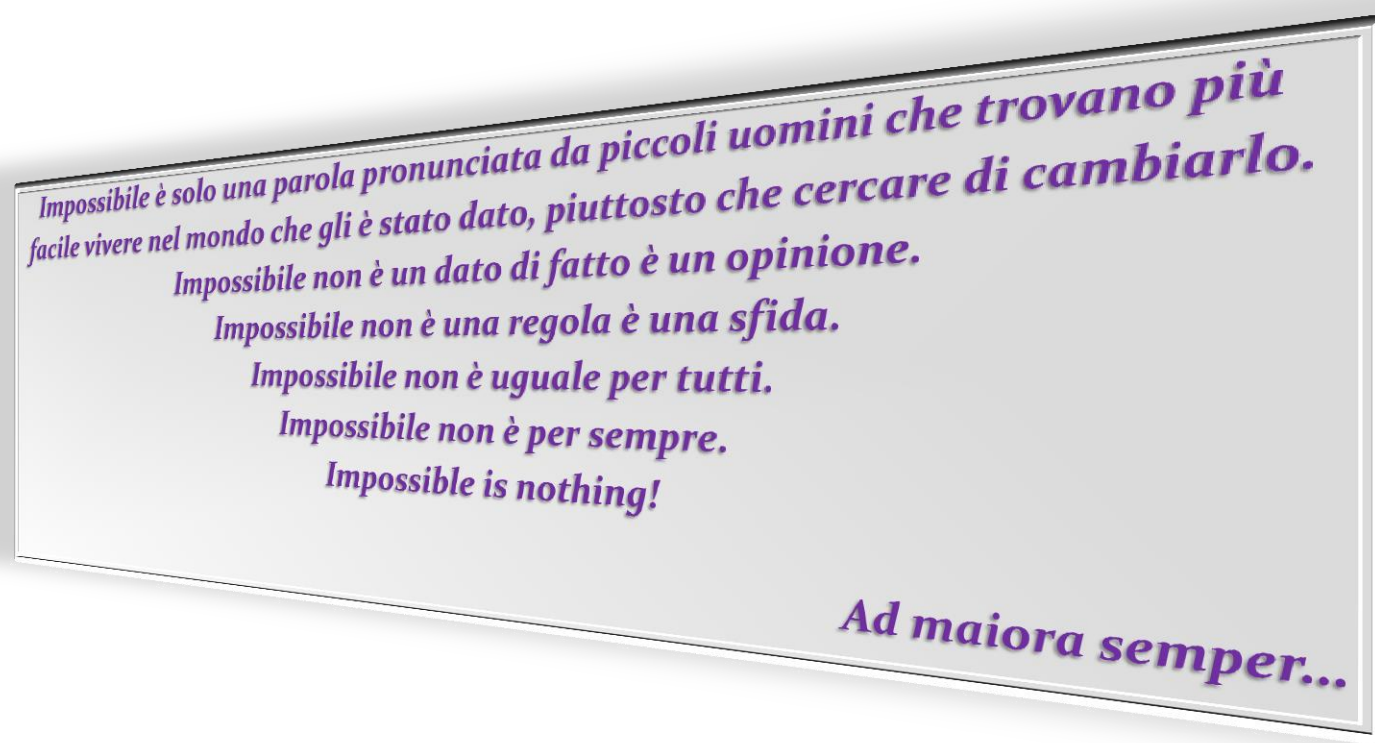 Impossibile è solo una parola pronunciata da piccoli uomini che trovano più
facile vivere nel mondo che gli è stato dato, piuttosto che cercare di cambiarlo.
Impossibile non è un dato di fatto è un opinione.
Impossibile non è una regola è una sfida.
Impossibile non è uguale per tutti.
Impossibile non è per sempre.
Impossible is nothing!
Ad maiora semper...